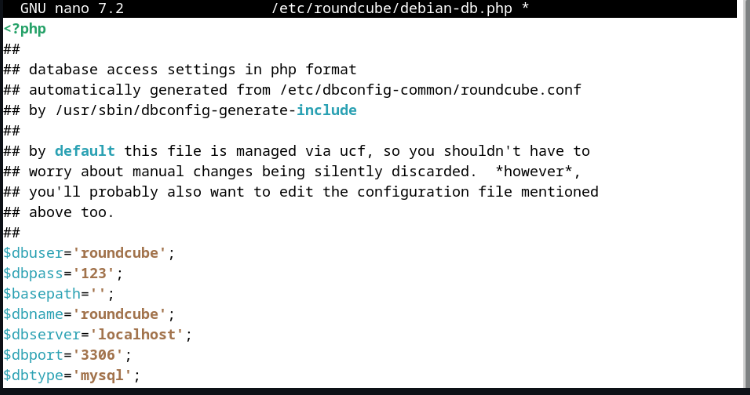 GNU nano 7.2 /etc/roundcube/debian-db.php *
<?php
##
## database access settings in php format
## automatically generated from /etc/dbconfig-common/roundcube.conf
## by /usr/sbin/dbconfig-generate-include
##
## by default this file is managed via ucf, so you shouldn't have to
## worry about manual changes being silently discarded.  *however*,
## you'll probably also want to edit the configuration file mentioned
## above too.
##
$dbuser='roundcube';
$dbpass='123';
$basepath='';
$dbname='roundcube';
$dbserver='localhost';
$dbport='3306';
$dbtype='mysql';